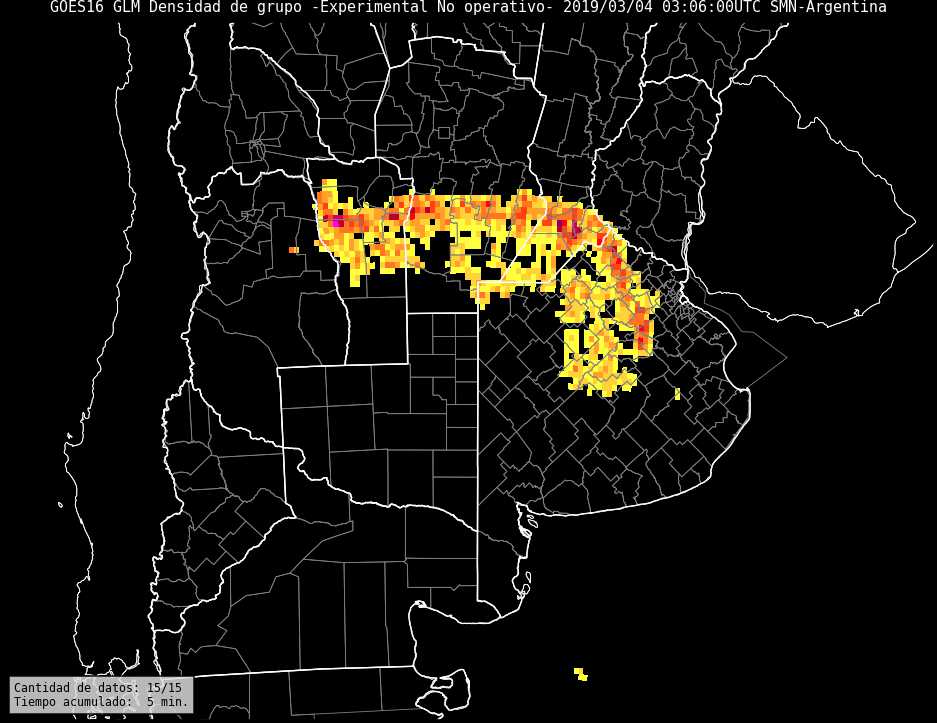 GOES16 GLM Densidad de grupo -Experimental No operativo- 2019/03/04 03:06:00UTC SMN-Argentina
Cantidad de datos: 15/15
Tiempo acumulado:  5 min.